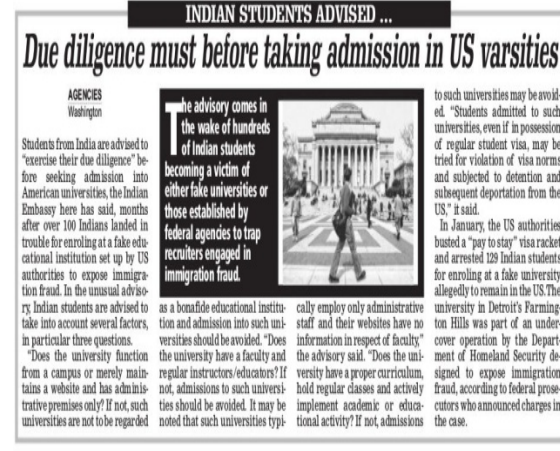 INDIAN STUDENTS ADVISED ...
Due diligence must before taking admission in US varsities
AGENCIES
Washington
Students from India are advised to
"exercise their due diligence" be-
fore seeking admission into
American universities, the Indian
Embassy here has said, months
after over 100 Indians landed in
trouble for enroling at a fake edu-
cational institution set up by US
authorities to expose immigra-
tion fraud. In the unusual adviso-
ry, Indian students are advised to
take into account several factors,
in particular three questions.
"Does the university function
from a campus or merely main-
tains a website and has adminis-
trative premises only? If not, such
universities are not to be regarded
The advisory comes in
the wake of hundreds
of Indian students
becoming a victim of
either fake universities or
those established by
federal agencies to trap
recruiters engaged in
immigration fraud.
as a bonafide educational institu-
tion and admission into such uni-
versities should be avoided. "Does
the university have a faculty and
regular instructors/educators? If
not, admissions to such universi-
ties should be avoided. It may be
noted that such universities typi-
cally employ only administrative
staff and their websites have no
information in respect of faculty,"
the advisory said. "Does the uni-
versity have a proper curriculum,
hold regular classes and actively
implement academic or educa-
tional activity? If not, admissions
to such universities may be avoid-
ed. "Students admitted to such
universities, even if in possession
of regular student visa, may be
tried for violation of visa norms
and subjected to detention and
subsequent deportation from the
US," it said.
In January, the US authorities
busted a "pay to stay" visa racket
and arrested 129 Indian students
for enroling at a fake university
allegedly to remain in the US. The
university in Detroit's Farming-
ton Hills was part of an under-
cover operation by the Depart-
ment of Homeland Security de-
signed to expose immigration
fraud, according to federal prose-
cutors who announced charges in
the case.